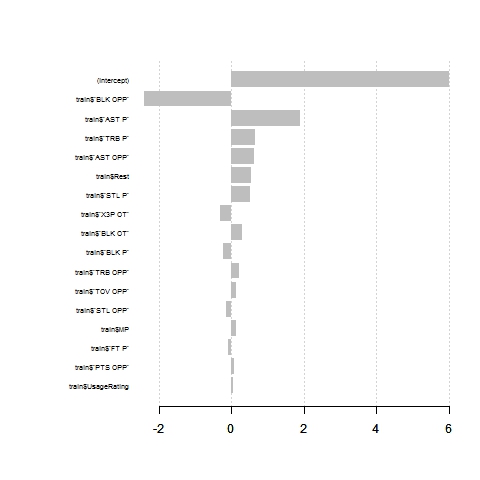 (Intercept)
train$`BLK OPP`
train$`AST P`
train$`TRB P`
train$`AST OPP`
train$Rest
train$`STL P`
train$`X3P OT`
train$`BLK OT`
train$`BLK P`
train$`TRB OPP`
train$`TOV OPP`
train$`STL OPP`
train$MP
train$`FT P`
train$`PTS OPP`
train$UsageRating
-2 0 2 4 6